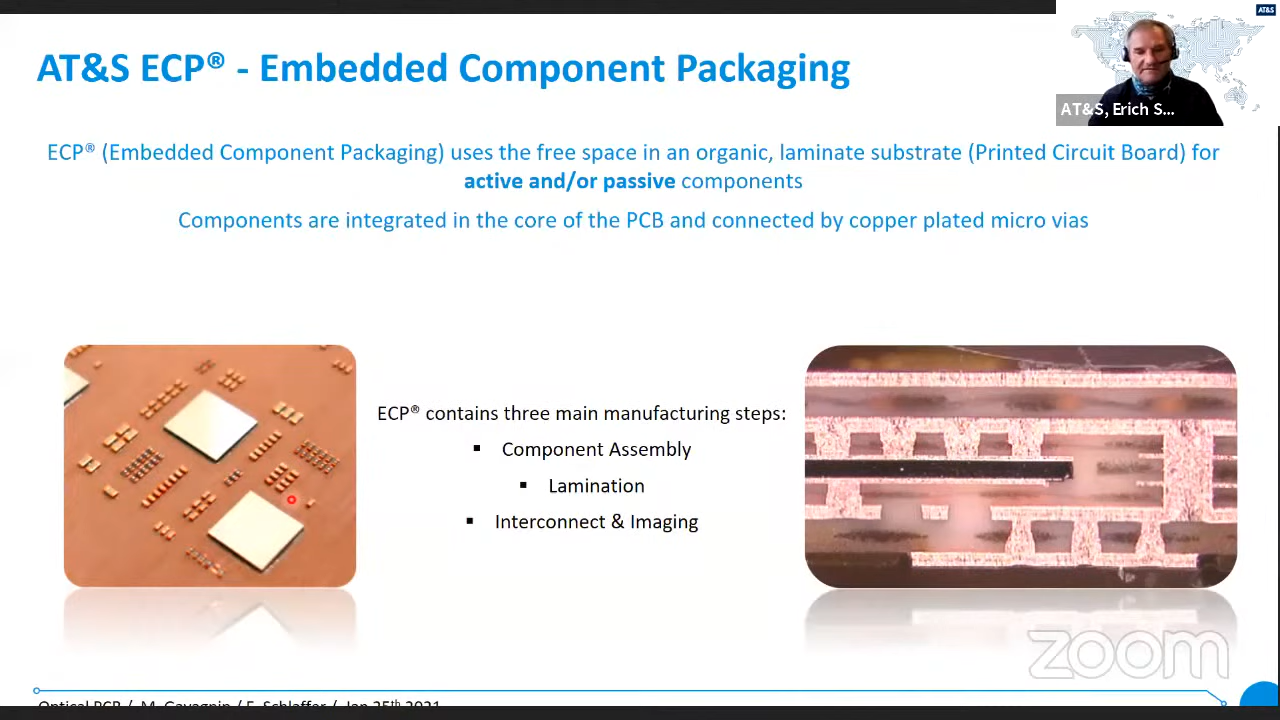 AT&S
AT&S ECP® - Embedded Component Packaging
AT&S, Erich S...
ECP® (Embedded Component Packaging) uses the free space in an organic, laminate substrate (Printed Circuit Board) for
active and/or passive components
Components are integrated in the core of the PCB and connected by copper plated micro vias
ECP® contains three main manufacturing steps:
▪ Component Assembly
▪ Lamination
▪ Interconnect & Imaging
zoom
Optical PCB / M. Gavagnin / E. Schlaffer / Jan 25th 2021